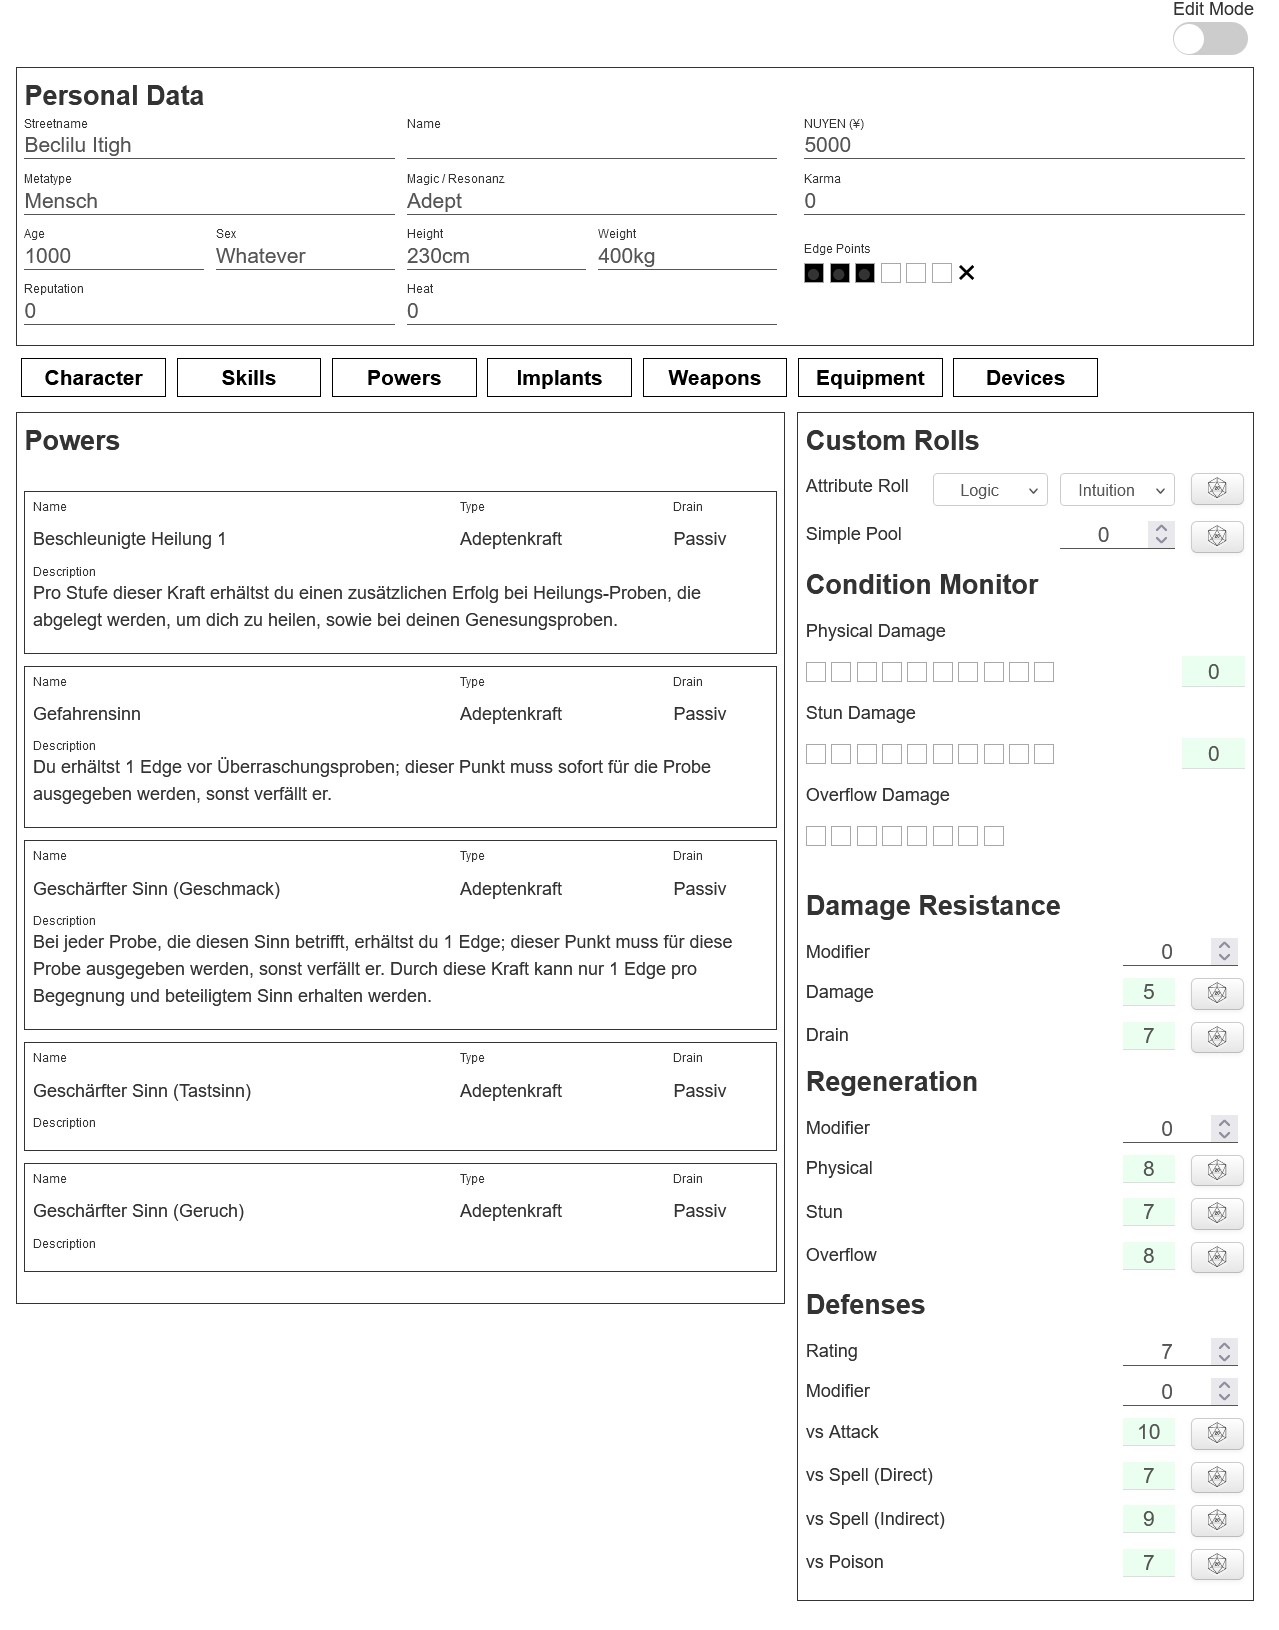 Edit Mode
Personal Data
Streetname
Name
NUYEN (¥)
Beclilu Itigh
5000
Metatype
Magic / Resonanz
Karma
Mensch
Adept
0
Age
Sex
Height
Weight
Edge Points
1000
Whatever
230cm
400kg
Reputation
Heat
0
0
Character
Skills
Powers
Implants
Weapons
Equipment
Devices
Powers
Name
Type
Drain
Beschleunigte Heilung 1
Adeptenkraft
Passiv
Description
Pro Stufe dieser Kraft erhältst du einen zusätzlichen Erfolg bei Heilungs-Proben, die
abgelegt werden, um dich zu heilen, sowie bei deinen Genesungsproben.
Name
Type
Drain
Gefahrensinn
Adeptenkraft
Passiv
Description
Du erhältst 1 Edge vor Überraschungsproben; dieser Punkt muss sofort für die Probe
ausgegeben werden, sonst verfällt er.
Name
Type
Drain
Geschärfter Sinn (Geschmack)
Adeptenkraft
Passiv
Description
Bei jeder Probe, die diesen Sinn betrifft, erhältst du 1 Edge; dieser Punkt muss für diese
Probe ausgegeben werden, sonst verfällt er. Durch diese Kraft kann nur 1 Edge pro
Begegnung und beteiligtem Sinn erhalten werden.
Name
Type
Drain
Geschärfter Sinn (Tastsinn)
Adeptenkraft
Passiv
Description
Name
Type
Drain
Geschärfter Sinn (Geruch)
Adeptenkraft
Passiv
Description
Custom Rolls
Attribute Roll
Logic
Intuition
Simple Pool
0
Condition Monitor
Physical Damage
0
Stun Damage
0
Overflow Damage
Damage Resistance
Modifier
0
Damage
5
Drain
7
Regeneration
Modifier
0
Physical
8
Stun
7
Overflow
8
Defenses
Rating
7
Modifier
0
vs Attack
10
vs Spell (Direct)
7
vs Spell (Indirect)
9
vs Poison
7